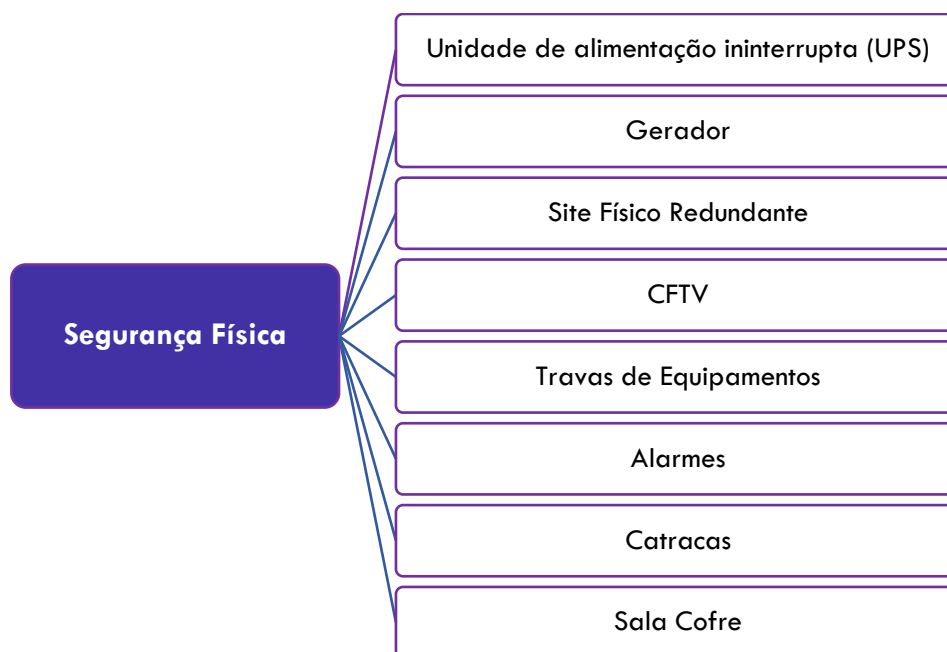 Unidade de alimentação ininterrupta (UPS)
Gerador
Site Físico Redundante
CFTV
Segurança Física
Travas de Equipamentos
Alarmes
Catracas
Sala Cofre